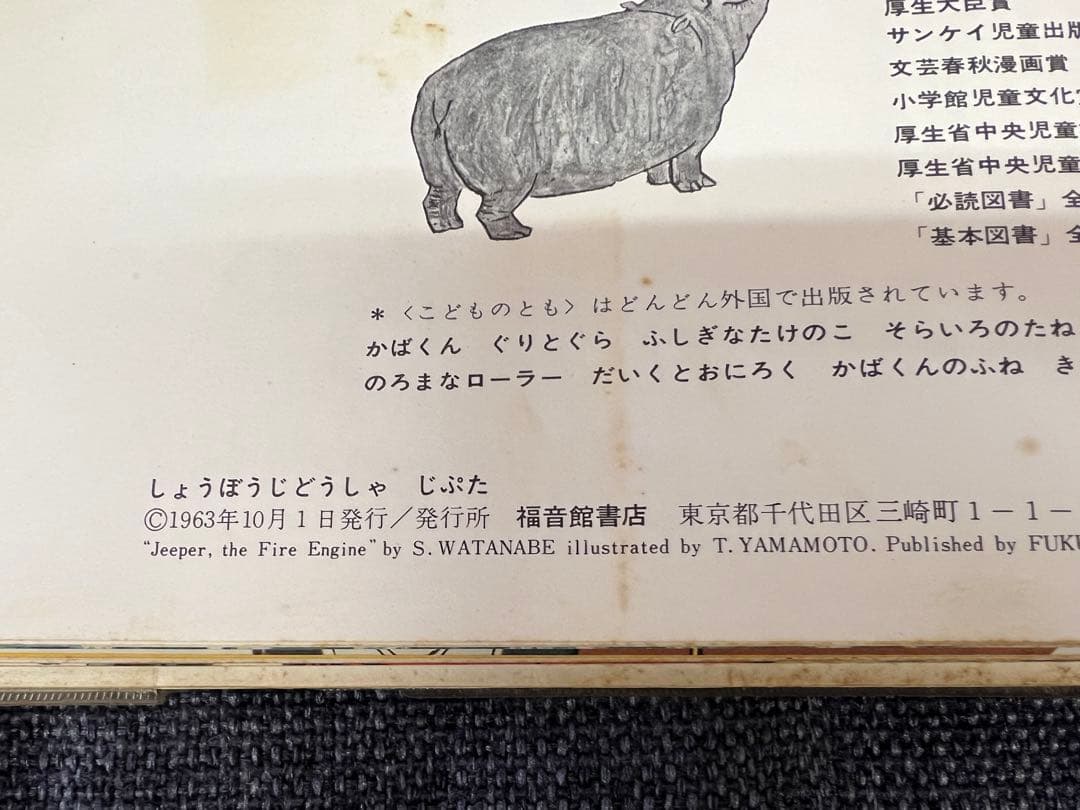 厚生大臣賞
サンケイ児童出版
文芸春秋漫画賞
小学館児童文化
厚生省中央児童
厚生省中央児童
「必読図書」全
「基本図書」全
＊〈こどものとも〉はどんどん外国で出版されています。
かばくん　ぐりとぐら　ふしぎなたけのこ　そらいろのたね
のろまなローラー　だいくとおにろく　かばくんのふね　き
しょうぼうじどうしゃ　じぷた
©1963年10月1日発行／発行所　福音館書店　東京都千代田区三崎町1－1－
"Jeeper, the Fire Engine" by S. WATANABE illustrated by T. YAMAMOTO. Published by FUKU